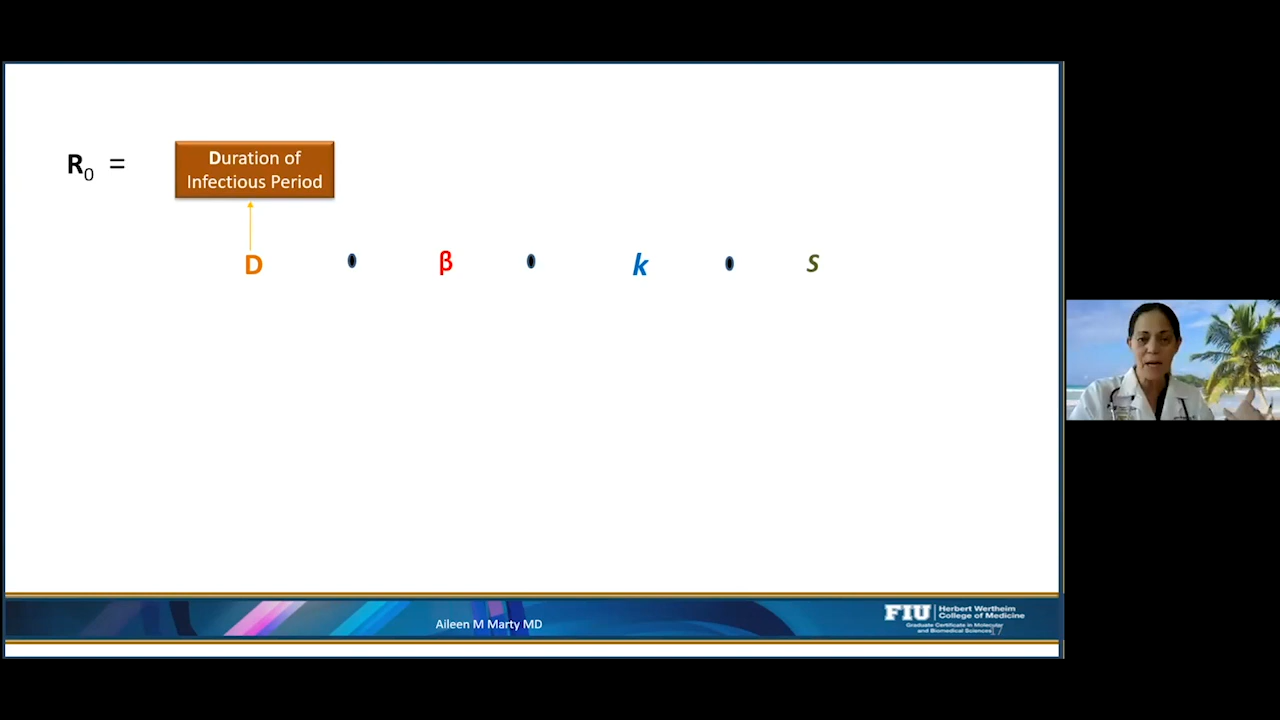 R0 =
Duration of
Infectious Period
D • β • k • S
Aileen M Marty MD
FIU
Herbert Wertheim
College of Medicine
Graduate Certificate in Molecular
and Biomedical Sciences
17